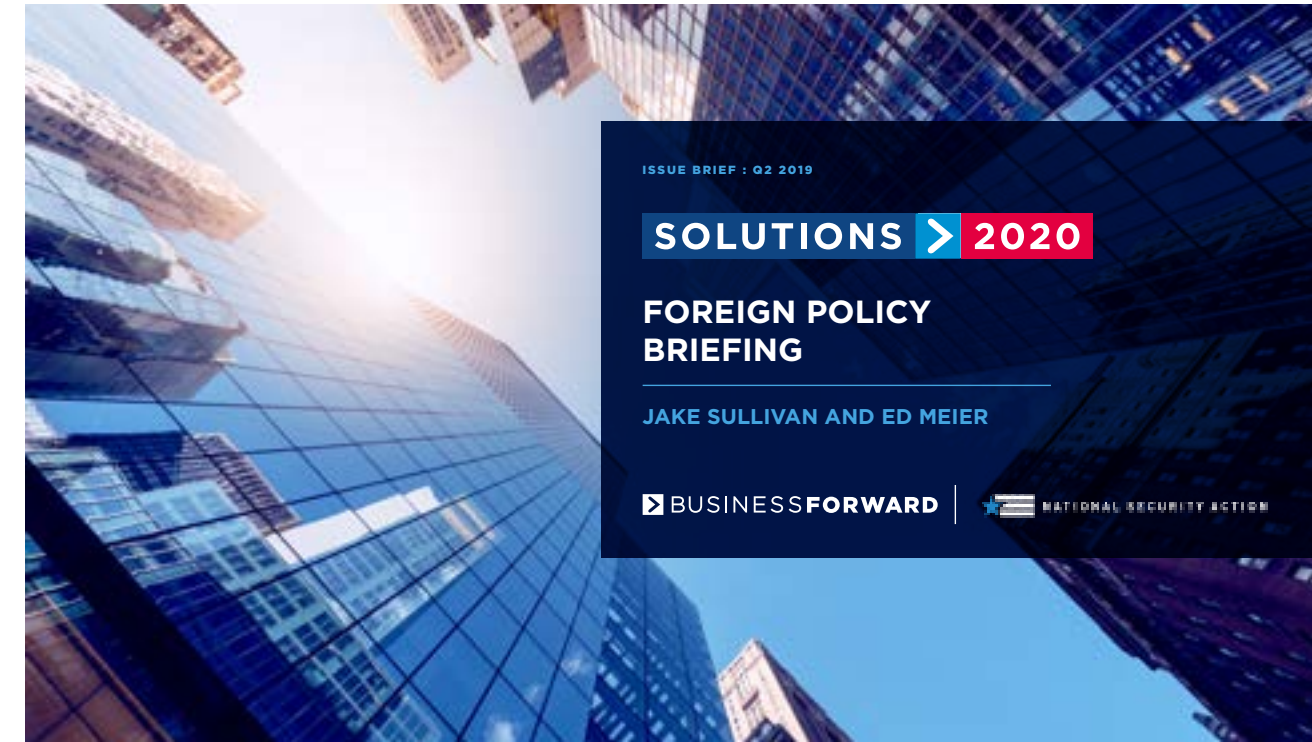 ISSUE BRIEF : Q2 2019
SOLUTIONS > 2020
FOREIGN POLICY
BRIEFING
JAKE SULLIVAN AND ED MEIER
BUSINESSFORWARD
NATIONAL SECURITY ACTION